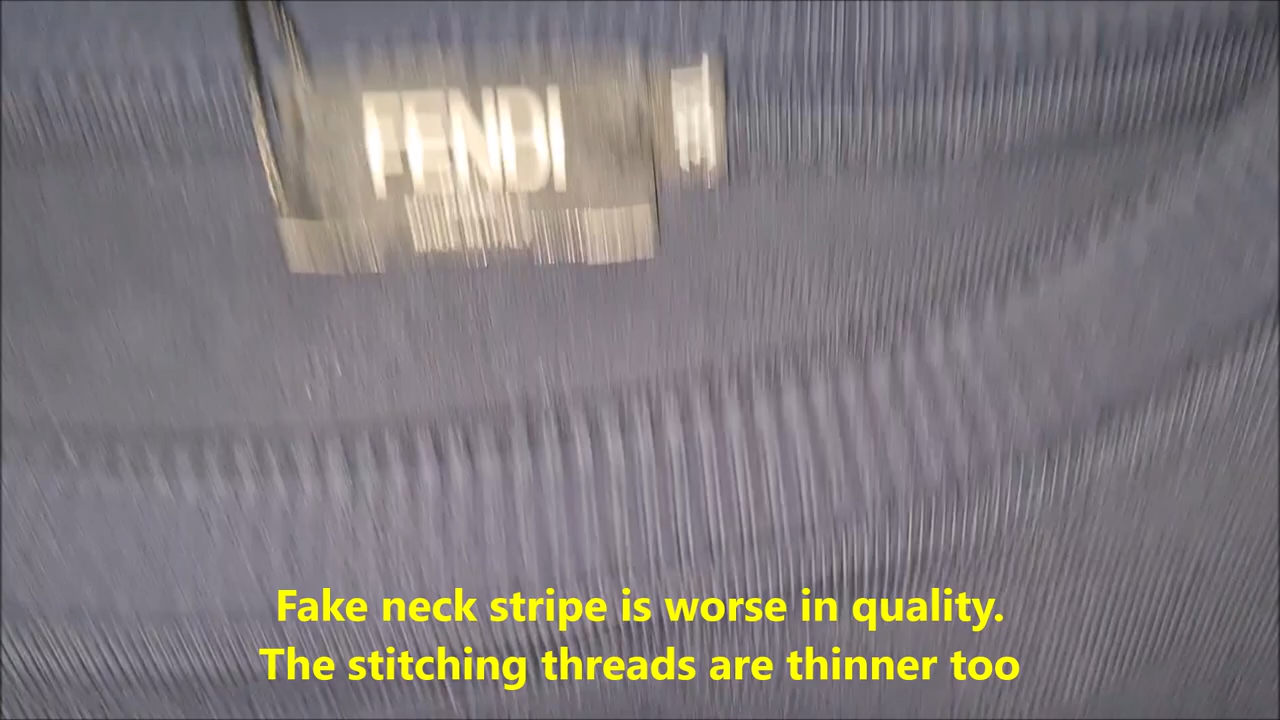 FENDI
Fake neck stripe is worse in quality.
The stitching threads are thinner too